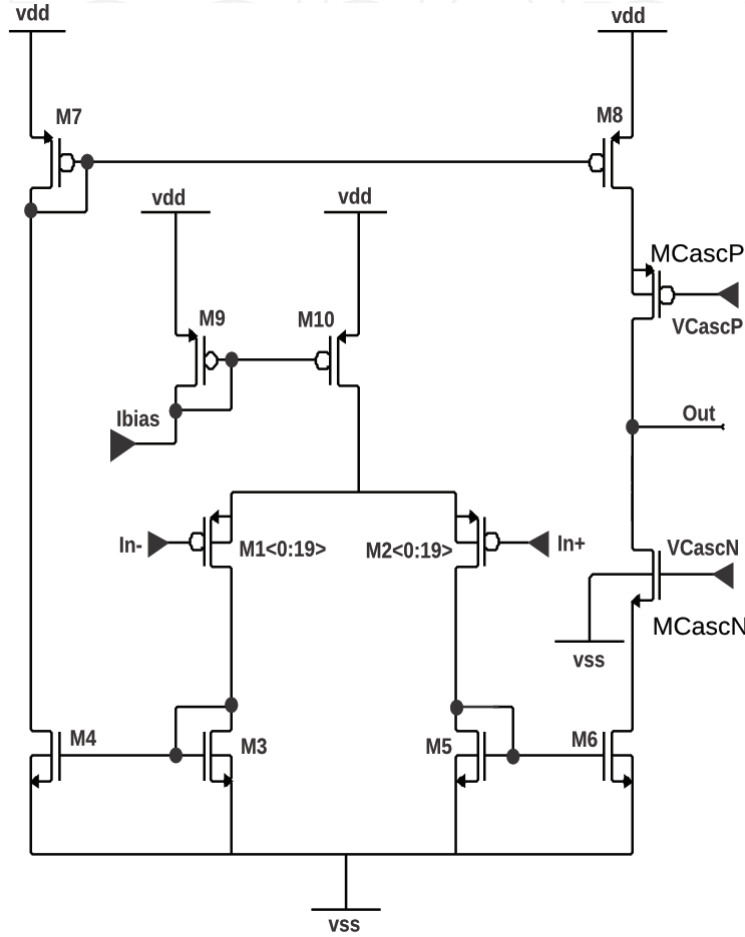 vdd
vdd
M7
M8
vdd
vdd
MCascP
M9
M10
VCascP
Ibias
Out
In-
M1<0:19>
M2<0:19>
In+
VCascN
MCascN
vss
M4
M3
M5
M6
vss